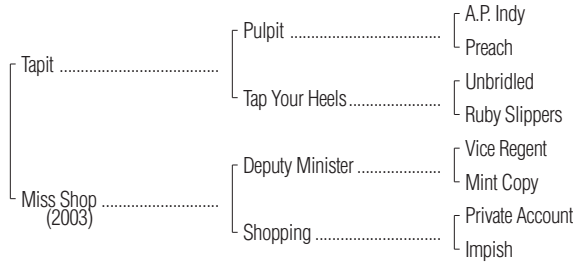 A.P. Indy
Pulpit ..........................................
Preach
Tapit ............................................
Unbridled
Tap Your Heels..........................
Ruby Slippers
Vice Regent
Deputy Minister .......................
Mint Copy
Miss Shop ................................
(2003)
Private Account
Shopping ...................................
Impish